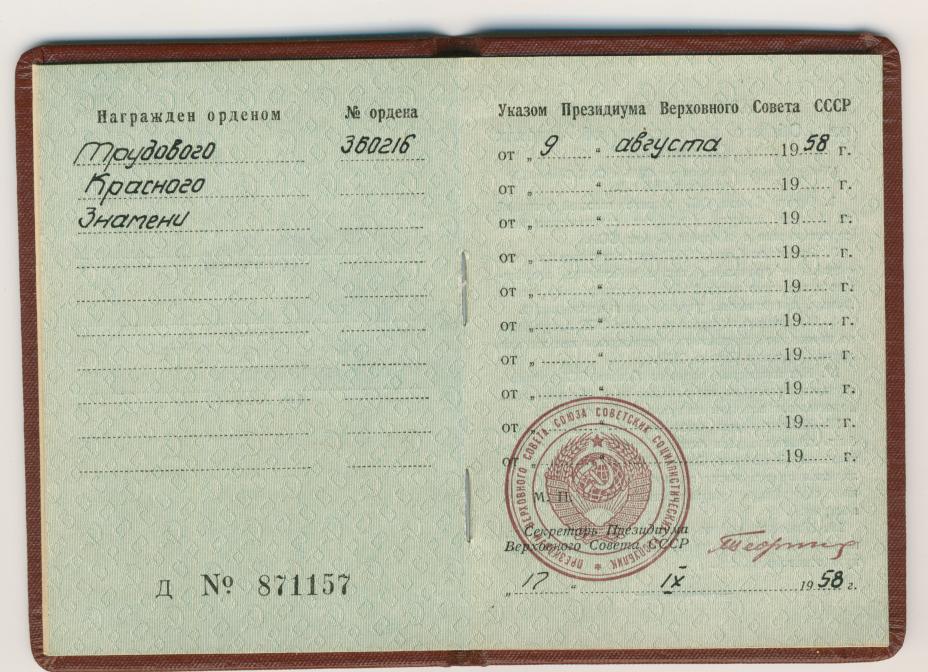 Награжден орденом № ордена
Трудового 360216
Красного
Знамени
Д № 871157
Указом Президиума Верховного Совета СССР
от „ 9 “ августа 1958 г.
от „ “ 19 г.
от „ “ 19 г.
от „ “ 19 г.
от „ “ 19 г.
от „ “ 19 г.
от „ “ 19 г.
от „ “ 19 г.
от „ “ 19 г.
от „ 19 г.
М. П.
ПРЕЗИДИУМ ВЕРХОВНОГО СОВЕТА СОЮЗА СОВЕТСКИХ СОЦИАЛИСТИЧЕСКИХ РЕСПУБЛИК
Секретарь Президиума
Верховного Совета СССР
„ 17 “ IX 1958 г.